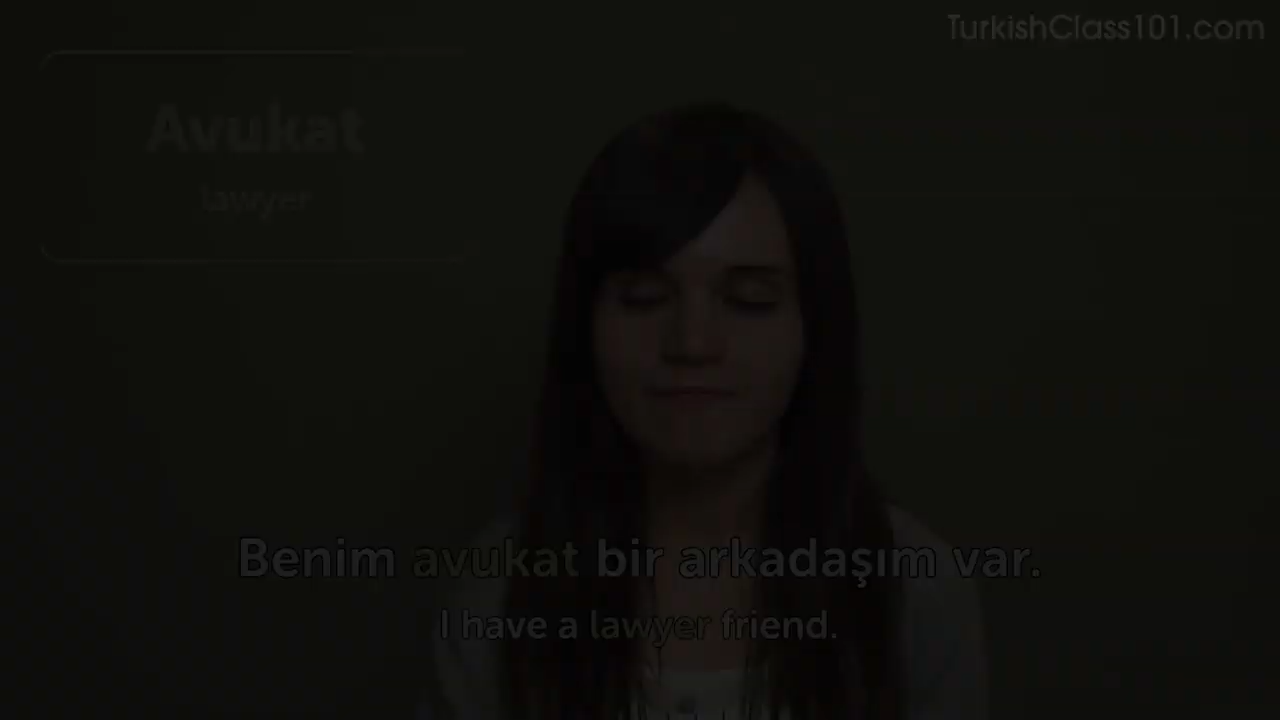 TurkishClass101.com
Avukat
lawyer
Benim avukat bir arkadaşım var.
I have a lawyer friend.